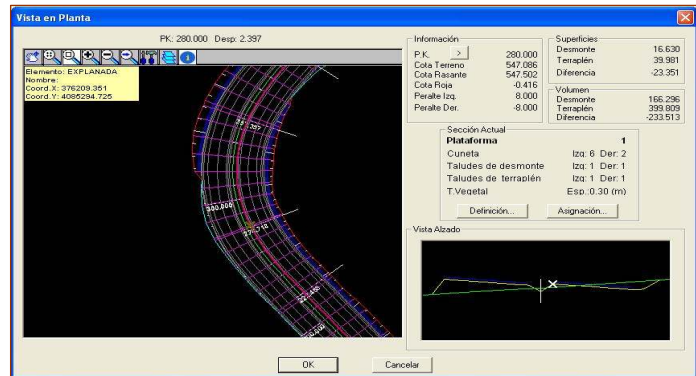 Vista en Planta
PK: 280.000 Desp: 2.397
Elemento: EXPLANADA
Nombre:
Coord.X: 376209.351
Coord.Y: 4085294.725
300.000
Información
P.K. > 280.000
Cota Terreno 547.086
Cota Rasante 547.502
Cota Roja -0.416
Peralte Izq. 8.000
Peralte Der. -8.000
Superficies
Desmonte 16.630
Terraplén 39.981
Diferencia -23.351
Volumen
Desmonte 166.296
Terraplén 399.809
Diferencia -233.513
Sección Actual
Plataforma 1
Cuneta Izq: 6 Der: 2
Taludes de desmonte Izq: 1 Der: 1
Taludes de terraplén Izq: 1 Der: 1
T.Vegetal Esp.:0.30 (m)
Definición... Asignación...
Vista Alzado
OK Cancelar